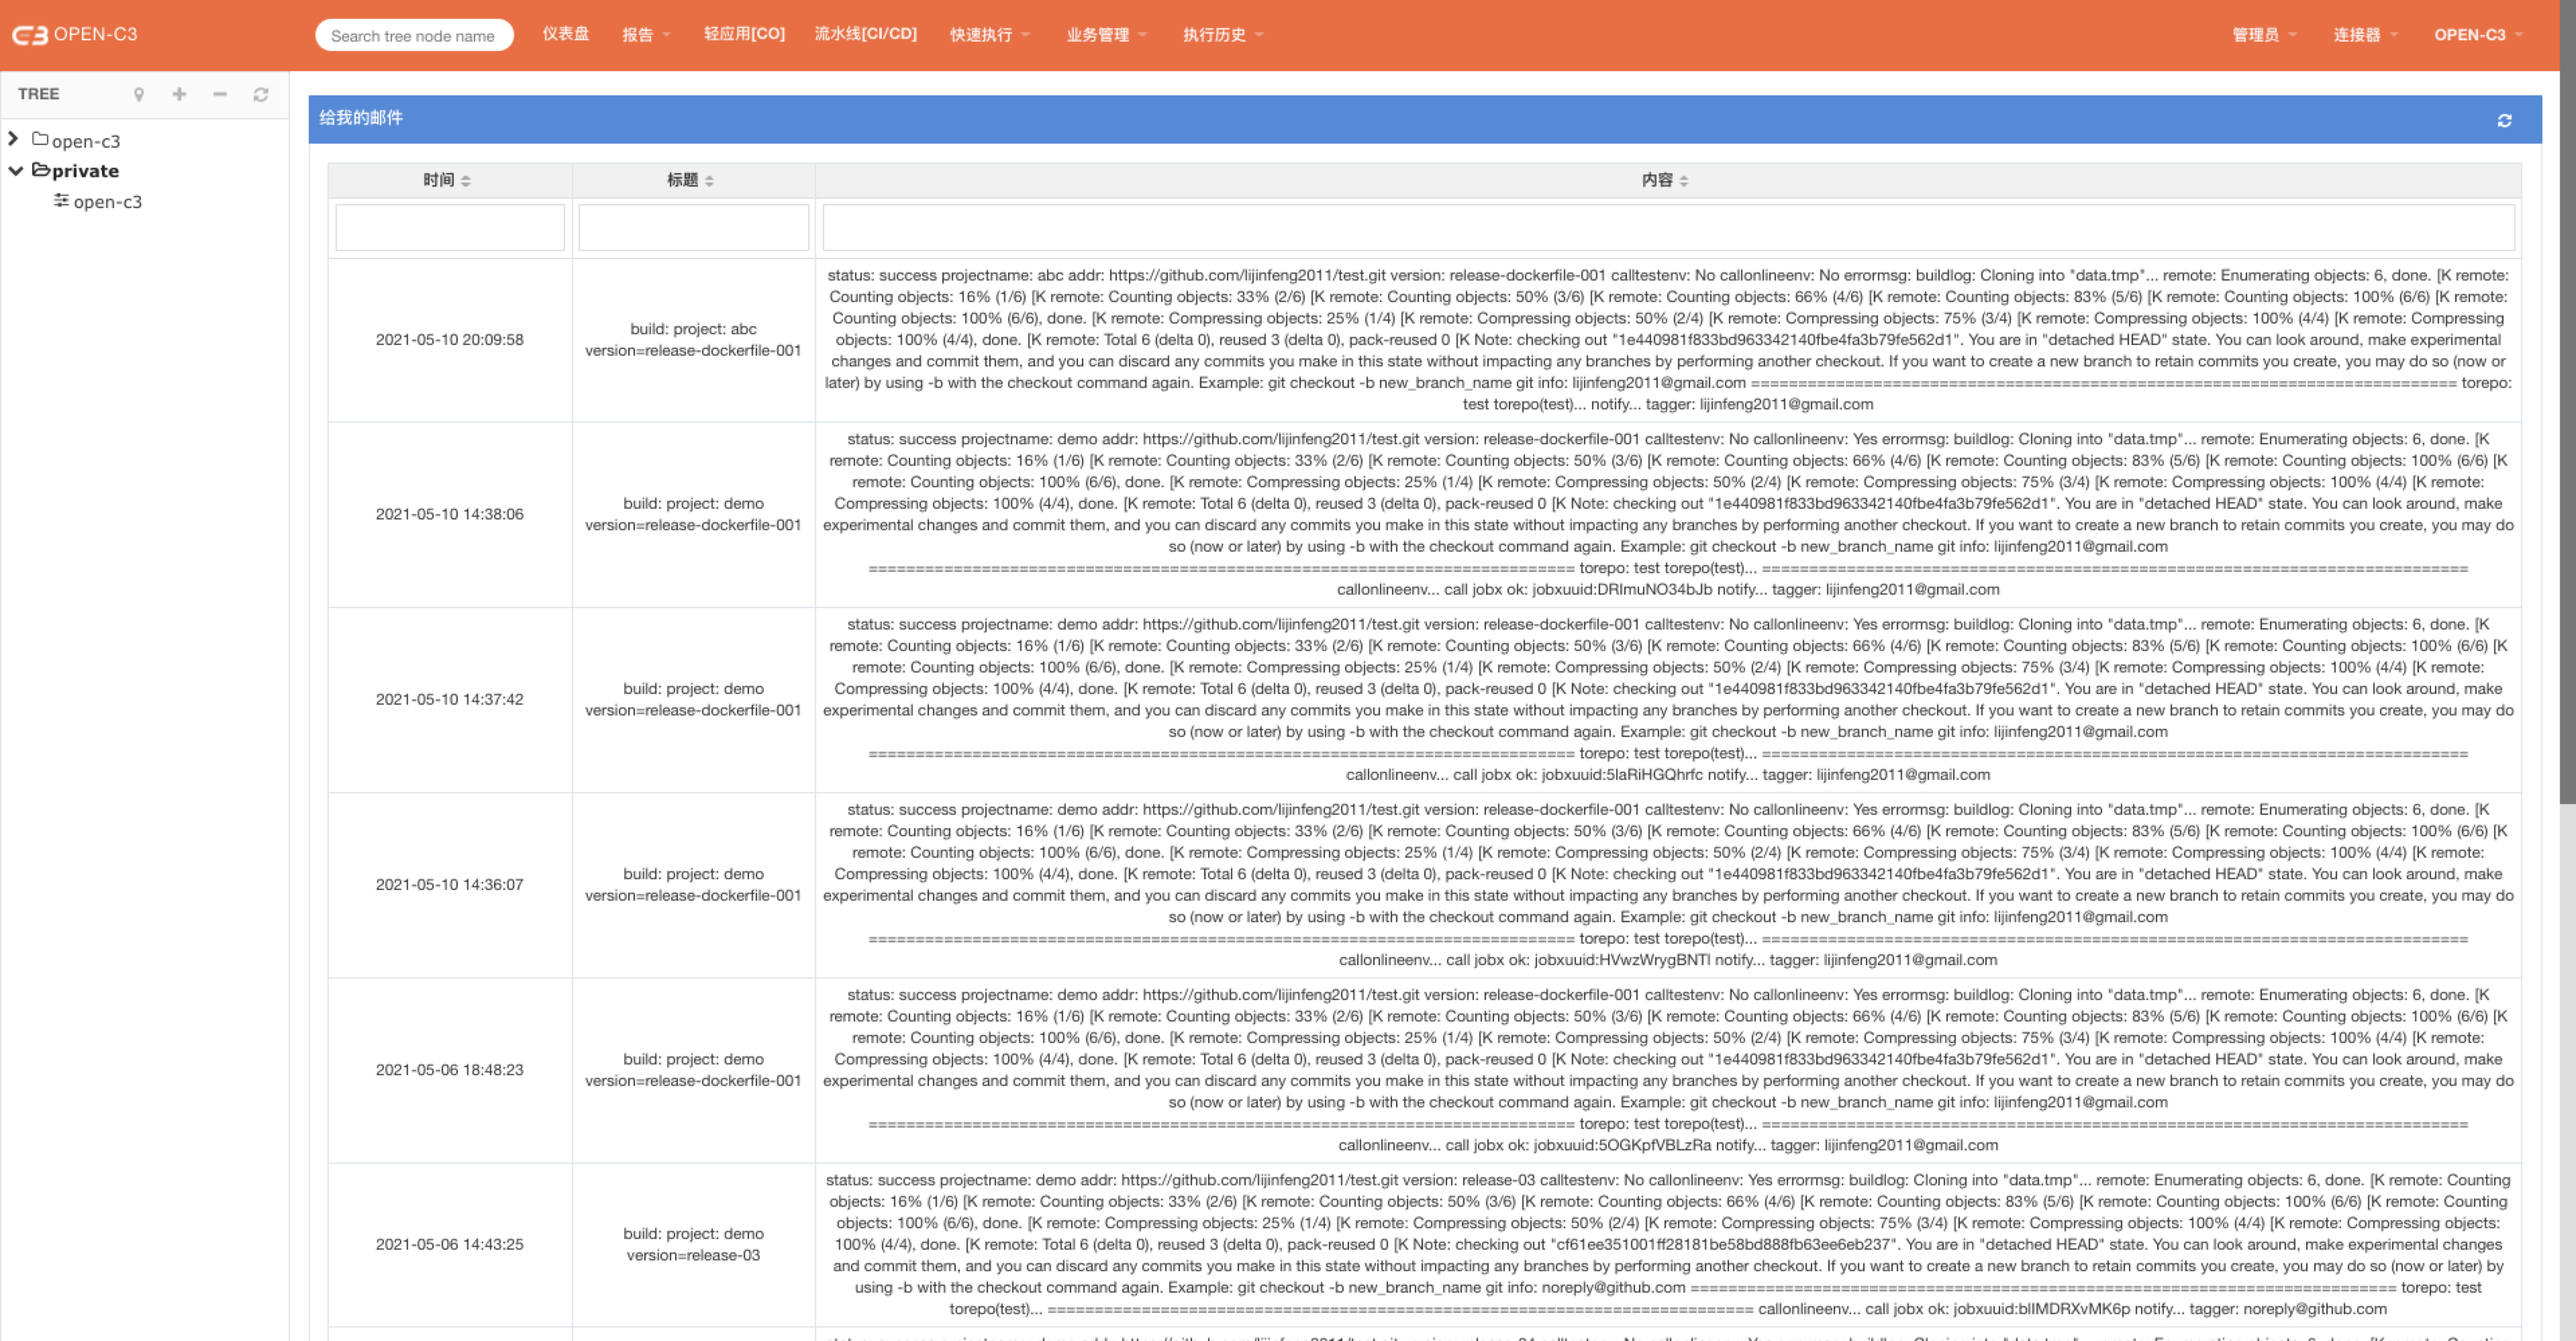 OPEN-C3
Search tree node name
仪表盘
报告
轻应用[CO]
流水线[CI/CD]
快速执行
业务管理
执行历史
管理员
连接器
OPEN-C3
TREE
open-c3
private
open-c3
给我的邮件
时间
标题
内容
2021-05-10 20:09:58
build: project: abc
version=release-dockerfile-001
status: success projectname: abc addr: https://github.com/lijinfeng2011/test.git version: release-dockerfile-001 calltestenv: No callonlineenv: No errormsg: buildlog: Cloning into "data.tmp"... remote: Enumerating objects: 6, done. [K remote:
Counting objects: 16% (1/6) [K remote: Counting objects: 33% (2/6) [K remote: Counting objects: 50% (3/6) [K remote: Counting objects: 66% (4/6) [K remote: Counting objects: 83% (5/6) [K remote: Counting objects: 100% (6/6) [K remote:
Counting objects: 100% (6/6), done. [K remote: Compressing objects: 25% (1/4) [K remote: Compressing objects: 50% (2/4) [K remote: Compressing objects: 75% (3/4) [K remote: Compressing objects: 100% (4/4) [K remote: Compressing
objects: 100% (4/4), done. [K remote: Total 6 (delta 0), reused 3 (delta 0), pack-reused 0 [K Note: checking out "1e440981f833bd963342140fbe4fa3b79fe562d1". You are in "detached HEAD" state. You can look around, make experimental
changes and commit them, and you can discard any commits you make in this state without impacting any branches by performing another checkout. If you want to create a new branch to retain commits you create, you may do so (now or
later) by using -b with the checkout command again. Example: git checkout -b new_branch_name git info: lijinfeng2011@gmail.com =========================================================================== torepo:
test torepo(test)... notify... tagger: lijinfeng2011@gmail.com
2021-05-10 14:38:06
build: project: demo
version=release-dockerfile-001
status: success projectname: demo addr: https://github.com/lijinfeng2011/test.git version: release-dockerfile-001 calltestenv: No callonlineenv: Yes errormsg: buildlog: Cloning into "data.tmp"... remote: Enumerating objects: 6, done. [K
remote: Counting objects: 16% (1/6) [K remote: Counting objects: 33% (2/6) [K remote: Counting objects: 50% (3/6) [K remote: Counting objects: 66% (4/6) [K remote: Counting objects: 83% (5/6) [K remote: Counting objects: 100% (6/6) [K
remote: Counting objects: 100% (6/6), done. [K remote: Compressing objects: 25% (1/4) [K remote: Compressing objects: 50% (2/4) [K remote: Compressing objects: 75% (3/4) [K remote: Compressing objects: 100% (4/4) [K remote:
Compressing objects: 100% (4/4), done. [K remote: Total 6 (delta 0), reused 3 (delta 0), pack-reused 0 [K Note: checking out "1e440981f833bd963342140fbe4fa3b79fe562d1". You are in "detached HEAD" state. You can look around, make
experimental changes and commit them, and you can discard any commits you make in this state without impacting any branches by performing another checkout. If you want to create a new branch to retain commits you create, you may do
so (now or later) by using -b with the checkout command again. Example: git checkout -b new_branch_name git info: lijinfeng2011@gmail.com
=========================================================================== torepo: test torepo(test)... ===========================================================================
callonlineenv... call jobx ok: jobxuuid:DRImuNO34bJb notify... tagger: lijinfeng2011@gmail.com
2021-05-10 14:37:42
build: project: demo
version=release-dockerfile-001
status: success projectname: demo addr: https://github.com/lijinfeng2011/test.git version: release-dockerfile-001 calltestenv: No callonlineenv: Yes errormsg: buildlog: Cloning into "data.tmp"... remote: Enumerating objects: 6, done. [K
remote: Counting objects: 16% (1/6) [K remote: Counting objects: 33% (2/6) [K remote: Counting objects: 50% (3/6) [K remote: Counting objects: 66% (4/6) [K remote: Counting objects: 83% (5/6) [K remote: Counting objects: 100% (6/6) [K
remote: Counting objects: 100% (6/6), done. [K remote: Compressing objects: 25% (1/4) [K remote: Compressing objects: 50% (2/4) [K remote: Compressing objects: 75% (3/4) [K remote: Compressing objects: 100% (4/4) [K remote:
Compressing objects: 100% (4/4), done. [K remote: Total 6 (delta 0), reused 3 (delta 0), pack-reused 0 [K Note: checking out "1e440981f833bd963342140fbe4fa3b79fe562d1". You are in "detached HEAD" state. You can look around, make
experimental changes and commit them, and you can discard any commits you make in this state without impacting any branches by performing another checkout. If you want to create a new branch to retain commits you create, you may do
so (now or later) by using -b with the checkout command again. Example: git checkout -b new_branch_name git info: lijinfeng2011@gmail.com
=========================================================================== torepo: test torepo(test)... ===========================================================================
callonlineenv... call jobx ok: jobxuuid:5IaRiHGQhrfc notify... tagger: lijinfeng2011@gmail.com
2021-05-10 14:36:07
build: project: demo
version=release-dockerfile-001
status: success projectname: demo addr: https://github.com/lijinfeng2011/test.git version: release-dockerfile-001 calltestenv: No callonlineenv: Yes errormsg: buildlog: Cloning into "data.tmp"... remote: Enumerating objects: 6, done. [K
remote: Counting objects: 16% (1/6) [K remote: Counting objects: 33% (2/6) [K remote: Counting objects: 50% (3/6) [K remote: Counting objects: 66% (4/6) [K remote: Counting objects: 83% (5/6) [K remote: Counting objects: 100% (6/6) [K
remote: Counting objects: 100% (6/6), done. [K remote: Compressing objects: 25% (1/4) [K remote: Compressing objects: 50% (2/4) [K remote: Compressing objects: 75% (3/4) [K remote: Compressing objects: 100% (4/4) [K remote:
Compressing objects: 100% (4/4), done. [K remote: Total 6 (delta 0), reused 3 (delta 0), pack-reused 0 [K Note: checking out "1e440981f833bd963342140fbe4fa3b79fe562d1". You are in "detached HEAD" state. You can look around, make
experimental changes and commit them, and you can discard any commits you make in this state without impacting any branches by performing another checkout. If you want to create a new branch to retain commits you create, you may do
so (now or later) by using -b with the checkout command again. Example: git checkout -b new_branch_name git info: lijinfeng2011@gmail.com
=========================================================================== torepo: test torepo(test)... ===========================================================================
callonlineenv... call jobx ok: jobxuuid:HVwzWrygBNTl notify... tagger: lijinfeng2011@gmail.com
2021-05-06 18:48:23
build: project: demo
version=release-dockerfile-001
status: success projectname: demo addr: https://github.com/lijinfeng2011/test.git version: release-dockerfile-001 calltestenv: No callonlineenv: Yes errormsg: buildlog: Cloning into "data.tmp"... remote: Enumerating objects: 6, done. [K
remote: Counting objects: 16% (1/6) [K remote: Counting objects: 33% (2/6) [K remote: Counting objects: 50% (3/6) [K remote: Counting objects: 66% (4/6) [K remote: Counting objects: 83% (5/6) [K remote: Counting objects: 100% (6/6) [K
remote: Counting objects: 100% (6/6), done. [K remote: Compressing objects: 25% (1/4) [K remote: Compressing objects: 50% (2/4) [K remote: Compressing objects: 75% (3/4) [K remote: Compressing objects: 100% (4/4) [K remote:
Compressing objects: 100% (4/4), done. [K remote: Total 6 (delta 0), reused 3 (delta 0), pack-reused 0 [K Note: checking out "1e440981f833bd963342140fbe4fa3b79fe562d1". You are in "detached HEAD" state. You can look around, make
experimental changes and commit them, and you can discard any commits you make in this state without impacting any branches by performing another checkout. If you want to create a new branch to retain commits you create, you may do
so (now or later) by using -b with the checkout command again. Example: git checkout -b new_branch_name git info: lijinfeng2011@gmail.com
=========================================================================== torepo: test torepo(test)... ===========================================================================
callonlineenv... call jobx ok: jobxuuid:5OGKpfVBLzRa notify... tagger: lijinfeng2011@gmail.com
2021-05-06 14:43:25
build: project: demo
version=release-03
status: success projectname: demo addr: https://github.com/lijinfeng2011/test.git version: release-03 calltestenv: No callonlineenv: Yes errormsg: buildlog: Cloning into "data.tmp"... remote: Enumerating objects: 6, done. [K remote: Counting
objects: 16% (1/6) [K remote: Counting objects: 33% (2/6) [K remote: Counting objects: 50% (3/6) [K remote: Counting objects: 66% (4/6) [K remote: Counting objects: 83% (5/6) [K remote: Counting objects: 100% (6/6) [K remote: Counting
objects: 100% (6/6), done. [K remote: Compressing objects: 25% (1/4) [K remote: Compressing objects: 50% (2/4) [K remote: Compressing objects: 75% (3/4) [K remote: Compressing objects: 100% (4/4) [K remote: Compressing objects:
100% (4/4), done. [K remote: Total 6 (delta 0), reused 3 (delta 0), pack-reused 0 [K Note: checking out "cf61ee351001ff28181be58bd888fb63ee6eb237". You are in "detached HEAD" state. You can look around, make experimental changes
and commit them, and you can discard any commits you make in this state without impacting any branches by performing another checkout. If you want to create a new branch to retain commits you create, you may do so (now or later) by
using -b with the checkout command again. Example: git checkout -b new_branch_name git info: noreply@github.com =========================================================================== torepo: test
torepo(test)... =========================================================================== callonlineenv... call jobx ok: jobxuuid:blIMDRXvMK6p notify... tagger: noreply@github.com